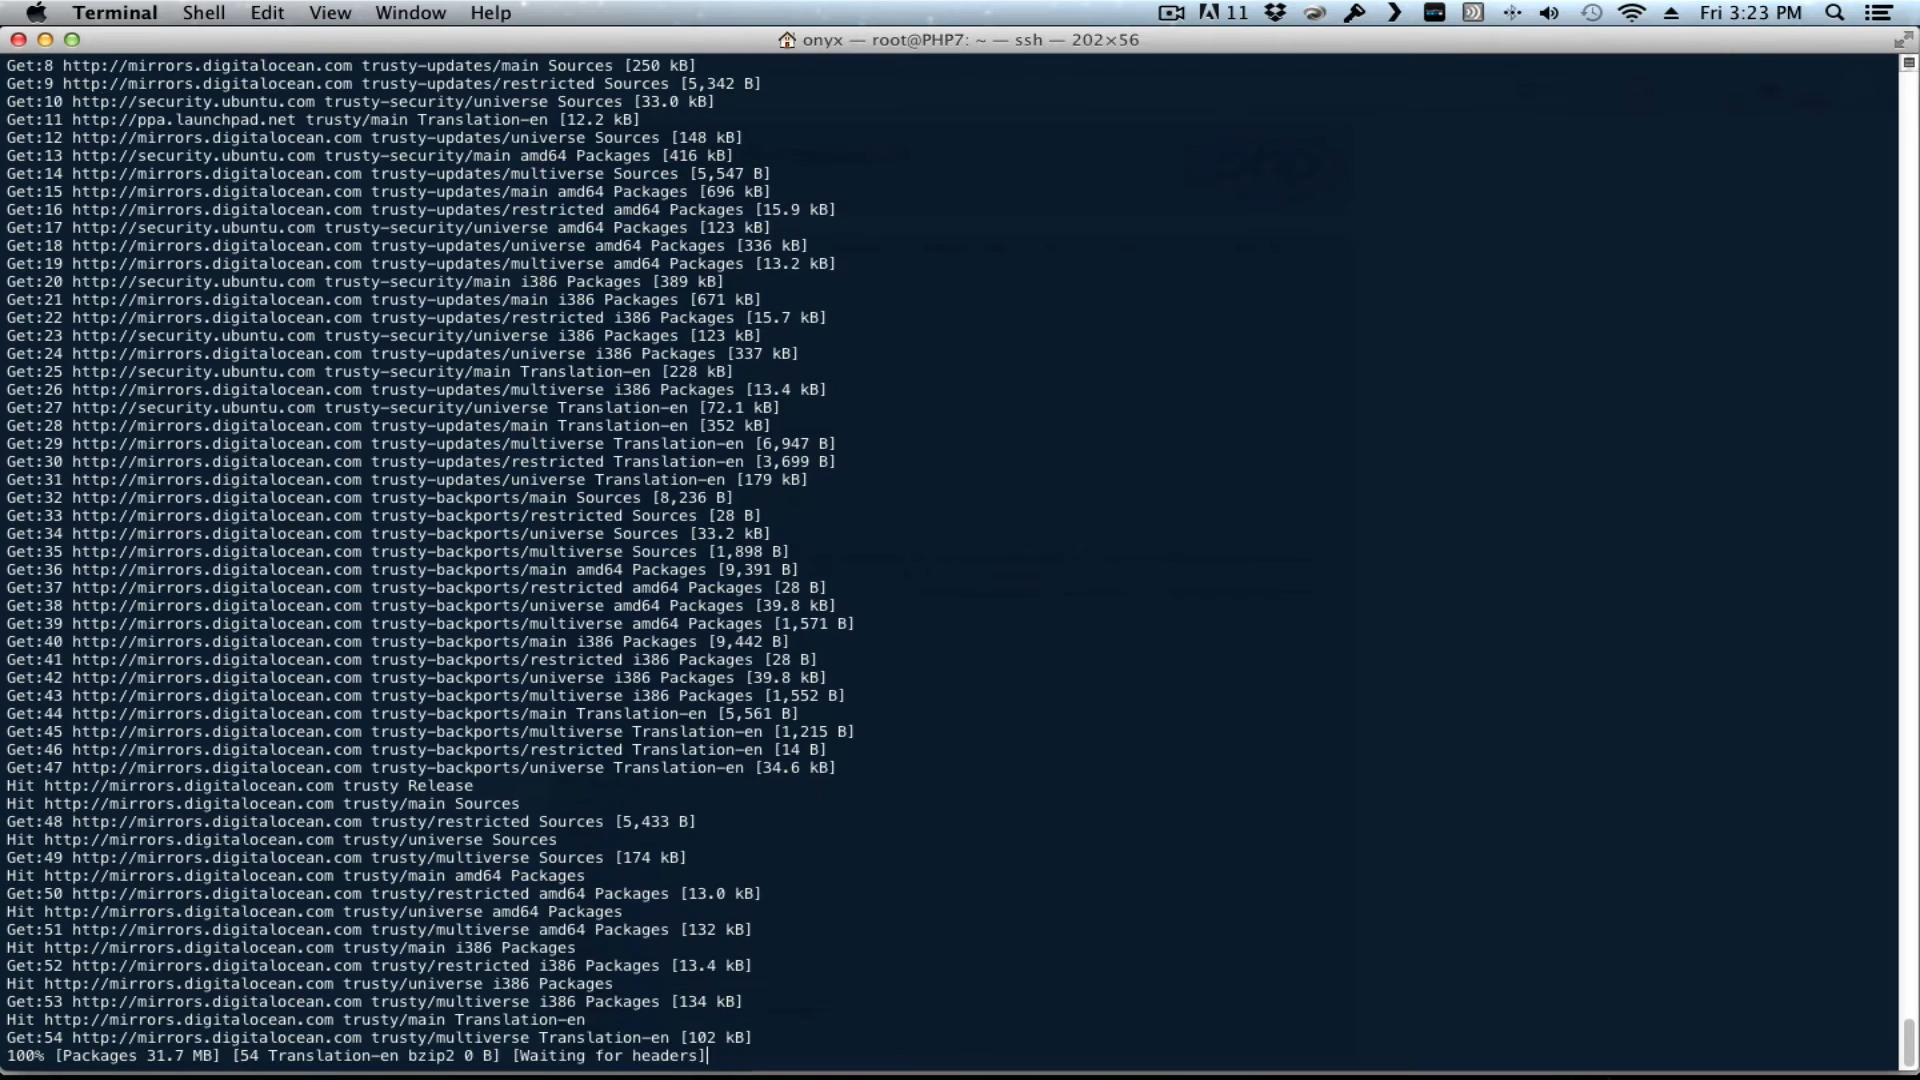 Terminal Shell Edit View Window Help 11 Fri 3:23 PM
onyx — root@PHP7: ~ — ssh — 202×56
Get:8 http://mirrors.digitalocean.com trusty-updates/main Sources [250 kB]
Get:9 http://mirrors.digitalocean.com trusty-updates/restricted Sources [5,342 B]
Get:10 http://security.ubuntu.com trusty-security/universe Sources [33.0 kB]
Get:11 http://ppa.launchpad.net trusty/main Translation-en [12.2 kB]
Get:12 http://mirrors.digitalocean.com trusty-updates/universe Sources [148 kB]
Get:13 http://security.ubuntu.com trusty-security/main amd64 Packages [416 kB]
Get:14 http://mirrors.digitalocean.com trusty-updates/multiverse Sources [5,547 B]
Get:15 http://mirrors.digitalocean.com trusty-updates/main amd64 Packages [696 kB]
Get:16 http://mirrors.digitalocean.com trusty-updates/restricted amd64 Packages [15.9 kB]
Get:17 http://security.ubuntu.com trusty-security/universe amd64 Packages [123 kB]
Get:18 http://mirrors.digitalocean.com trusty-updates/universe amd64 Packages [336 kB]
Get:19 http://mirrors.digitalocean.com trusty-updates/multiverse amd64 Packages [13.2 kB]
Get:20 http://security.ubuntu.com trusty-security/main i386 Packages [389 kB]
Get:21 http://mirrors.digitalocean.com trusty-updates/main i386 Packages [671 kB]
Get:22 http://mirrors.digitalocean.com trusty-updates/restricted i386 Packages [15.7 kB]
Get:23 http://security.ubuntu.com trusty-security/universe i386 Packages [123 kB]
Get:24 http://mirrors.digitalocean.com trusty-updates/universe i386 Packages [337 kB]
Get:25 http://security.ubuntu.com trusty-security/main Translation-en [228 kB]
Get:26 http://mirrors.digitalocean.com trusty-updates/multiverse i386 Packages [13.4 kB]
Get:27 http://security.ubuntu.com trusty-security/universe Translation-en [72.1 kB]
Get:28 http://mirrors.digitalocean.com trusty-updates/main Translation-en [352 kB]
Get:29 http://mirrors.digitalocean.com trusty-updates/multiverse Translation-en [6,947 B]
Get:30 http://mirrors.digitalocean.com trusty-updates/restricted Translation-en [3,699 B]
Get:31 http://mirrors.digitalocean.com trusty-updates/universe Translation-en [179 kB]
Get:32 http://mirrors.digitalocean.com trusty-backports/main Sources [8,236 B]
Get:33 http://mirrors.digitalocean.com trusty-backports/restricted Sources [28 B]
Get:34 http://mirrors.digitalocean.com trusty-backports/universe Sources [33.2 kB]
Get:35 http://mirrors.digitalocean.com trusty-backports/multiverse Sources [1,898 B]
Get:36 http://mirrors.digitalocean.com trusty-backports/main amd64 Packages [9,391 B]
Get:37 http://mirrors.digitalocean.com trusty-backports/restricted amd64 Packages [28 B]
Get:38 http://mirrors.digitalocean.com trusty-backports/universe amd64 Packages [39.8 kB]
Get:39 http://mirrors.digitalocean.com trusty-backports/multiverse amd64 Packages [1,571 B]
Get:40 http://mirrors.digitalocean.com trusty-backports/main i386 Packages [9,442 B]
Get:41 http://mirrors.digitalocean.com trusty-backports/restricted i386 Packages [28 B]
Get:42 http://mirrors.digitalocean.com trusty-backports/universe i386 Packages [39.8 kB]
Get:43 http://mirrors.digitalocean.com trusty-backports/multiverse i386 Packages [1,552 B]
Get:44 http://mirrors.digitalocean.com trusty-backports/main Translation-en [5,561 B]
Get:45 http://mirrors.digitalocean.com trusty-backports/multiverse Translation-en [1,215 B]
Get:46 http://mirrors.digitalocean.com trusty-backports/restricted Translation-en [14 B]
Get:47 http://mirrors.digitalocean.com trusty-backports/universe Translation-en [34.6 kB]
Hit http://mirrors.digitalocean.com trusty Release
Hit http://mirrors.digitalocean.com trusty/main Sources
Get:48 http://mirrors.digitalocean.com trusty/restricted Sources [5,433 B]
Hit http://mirrors.digitalocean.com trusty/universe Sources
Get:49 http://mirrors.digitalocean.com trusty/multiverse Sources [174 kB]
Hit http://mirrors.digitalocean.com trusty/main amd64 Packages
Get:50 http://mirrors.digitalocean.com trusty/restricted amd64 Packages [13.0 kB]
Hit http://mirrors.digitalocean.com trusty/universe amd64 Packages
Get:51 http://mirrors.digitalocean.com trusty/multiverse amd64 Packages [132 kB]
Hit http://mirrors.digitalocean.com trusty/main i386 Packages
Get:52 http://mirrors.digitalocean.com trusty/restricted i386 Packages [13.4 kB]
Hit http://mirrors.digitalocean.com trusty/universe i386 Packages
Get:53 http://mirrors.digitalocean.com trusty/multiverse i386 Packages [134 kB]
Hit http://mirrors.digitalocean.com trusty/main Translation-en
Get:54 http://mirrors.digitalocean.com trusty/multiverse Translation-en [102 kB]
100% [Packages 31.7 MB] [54 Translation-en bzip2 0 B] [Waiting for headers]